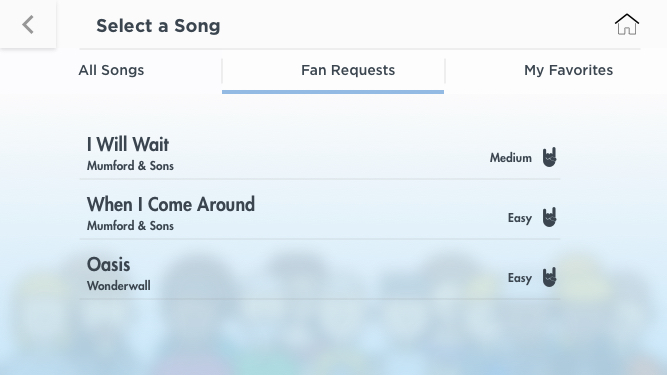 Select a Song
All Songs
Fan Requests
My Favorites
I Will Wait
Mumford & Sons
Medium
When I Come Around
Mumford & Sons
Easy
Oasis
Wonderwall
Easy